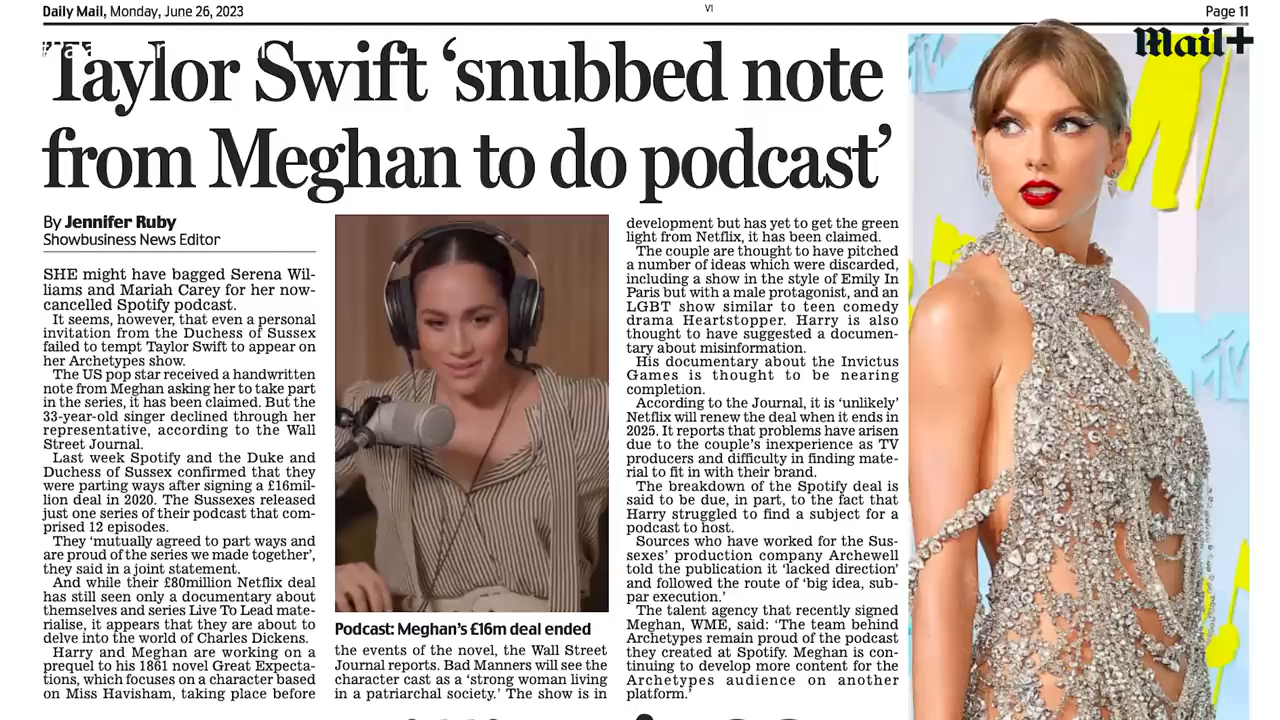 Daily Mail, Monday, June 26, 2023
V1
Page 11
Mail+
Taylor Swift ‘snubbed note
from Meghan to do podcast’
By Jennifer Ruby
Showbusiness News Editor
SHE might have bagged Serena Wil-
liams and Mariah Carey for her now-
cancelled Spotify podcast.
It seems, however, that even a personal
invitation from the Duchess of Sussex
failed to tempt Taylor Swift to appear on
her Archetypes show.
The US pop star received a handwritten
note from Meghan asking her to take part
in the series, it has been claimed. But the
33-year-old singer declined through her
representative, according to the Wall
Street Journal.
Last week Spotify and the Duke and
Duchess of Sussex confirmed that they
were parting ways after signing a £16mil-
lion deal in 2020. The Sussexes released
just one series of their podcast that com-
prised 12 episodes.
They ‘mutually agreed to part ways and
are proud of the series we made together’,
they said in a joint statement.
And while their £80million Netflix deal
has still seen only a documentary about
themselves and series Live To Lead mate-
rialise, it appears that they are about to
delve into the world of Charles Dickens.
Harry and Meghan are working on a
prequel to his 1861 novel Great Expecta-
tions, which focuses on a character based
on Miss Havisham, taking place before
Podcast: Meghan’s £16m deal ended
the events of the novel, the Wall Street
Journal reports. Bad Manners will see the
character cast as a ‘strong woman living
in a patriarchal society.’ The show is in
development but has yet to get the green
light from Netflix, it has been claimed.
The couple are thought to have pitched
a number of ideas which were discarded,
including a show in the style of Emily In
Paris but with a male protagonist, and an
LGBT show similar to teen comedy
drama Heartstopper. Harry is also
thought to have suggested a documen-
tary about misinformation.
His documentary about the Invictus
Games is thought to be nearing
completion.
According to the Journal, it is ‘unlikely’
Netflix will renew the deal when it ends in
2025. It reports that problems have arisen
due to the couple’s inexperience as TV
producers and difficulty in finding mate-
rial to fit in with their brand.
The breakdown of the Spotify deal is
said to be due, in part, to the fact that
Harry struggled to find a subject for a
podcast to host.
Sources who have worked for the Sus-
sexes’ production company Archewell
told the publication it ‘lacked direction’
and followed the route of ‘big idea, sub-
par execution.’
The talent agency that recently signed
Meghan, WME, said: ‘The team behind
Archetypes remain proud of the podcast
they created at Spotify. Meghan is con-
tinuing to develop more content for the
Archetypes audience on another
platform.’
MTV